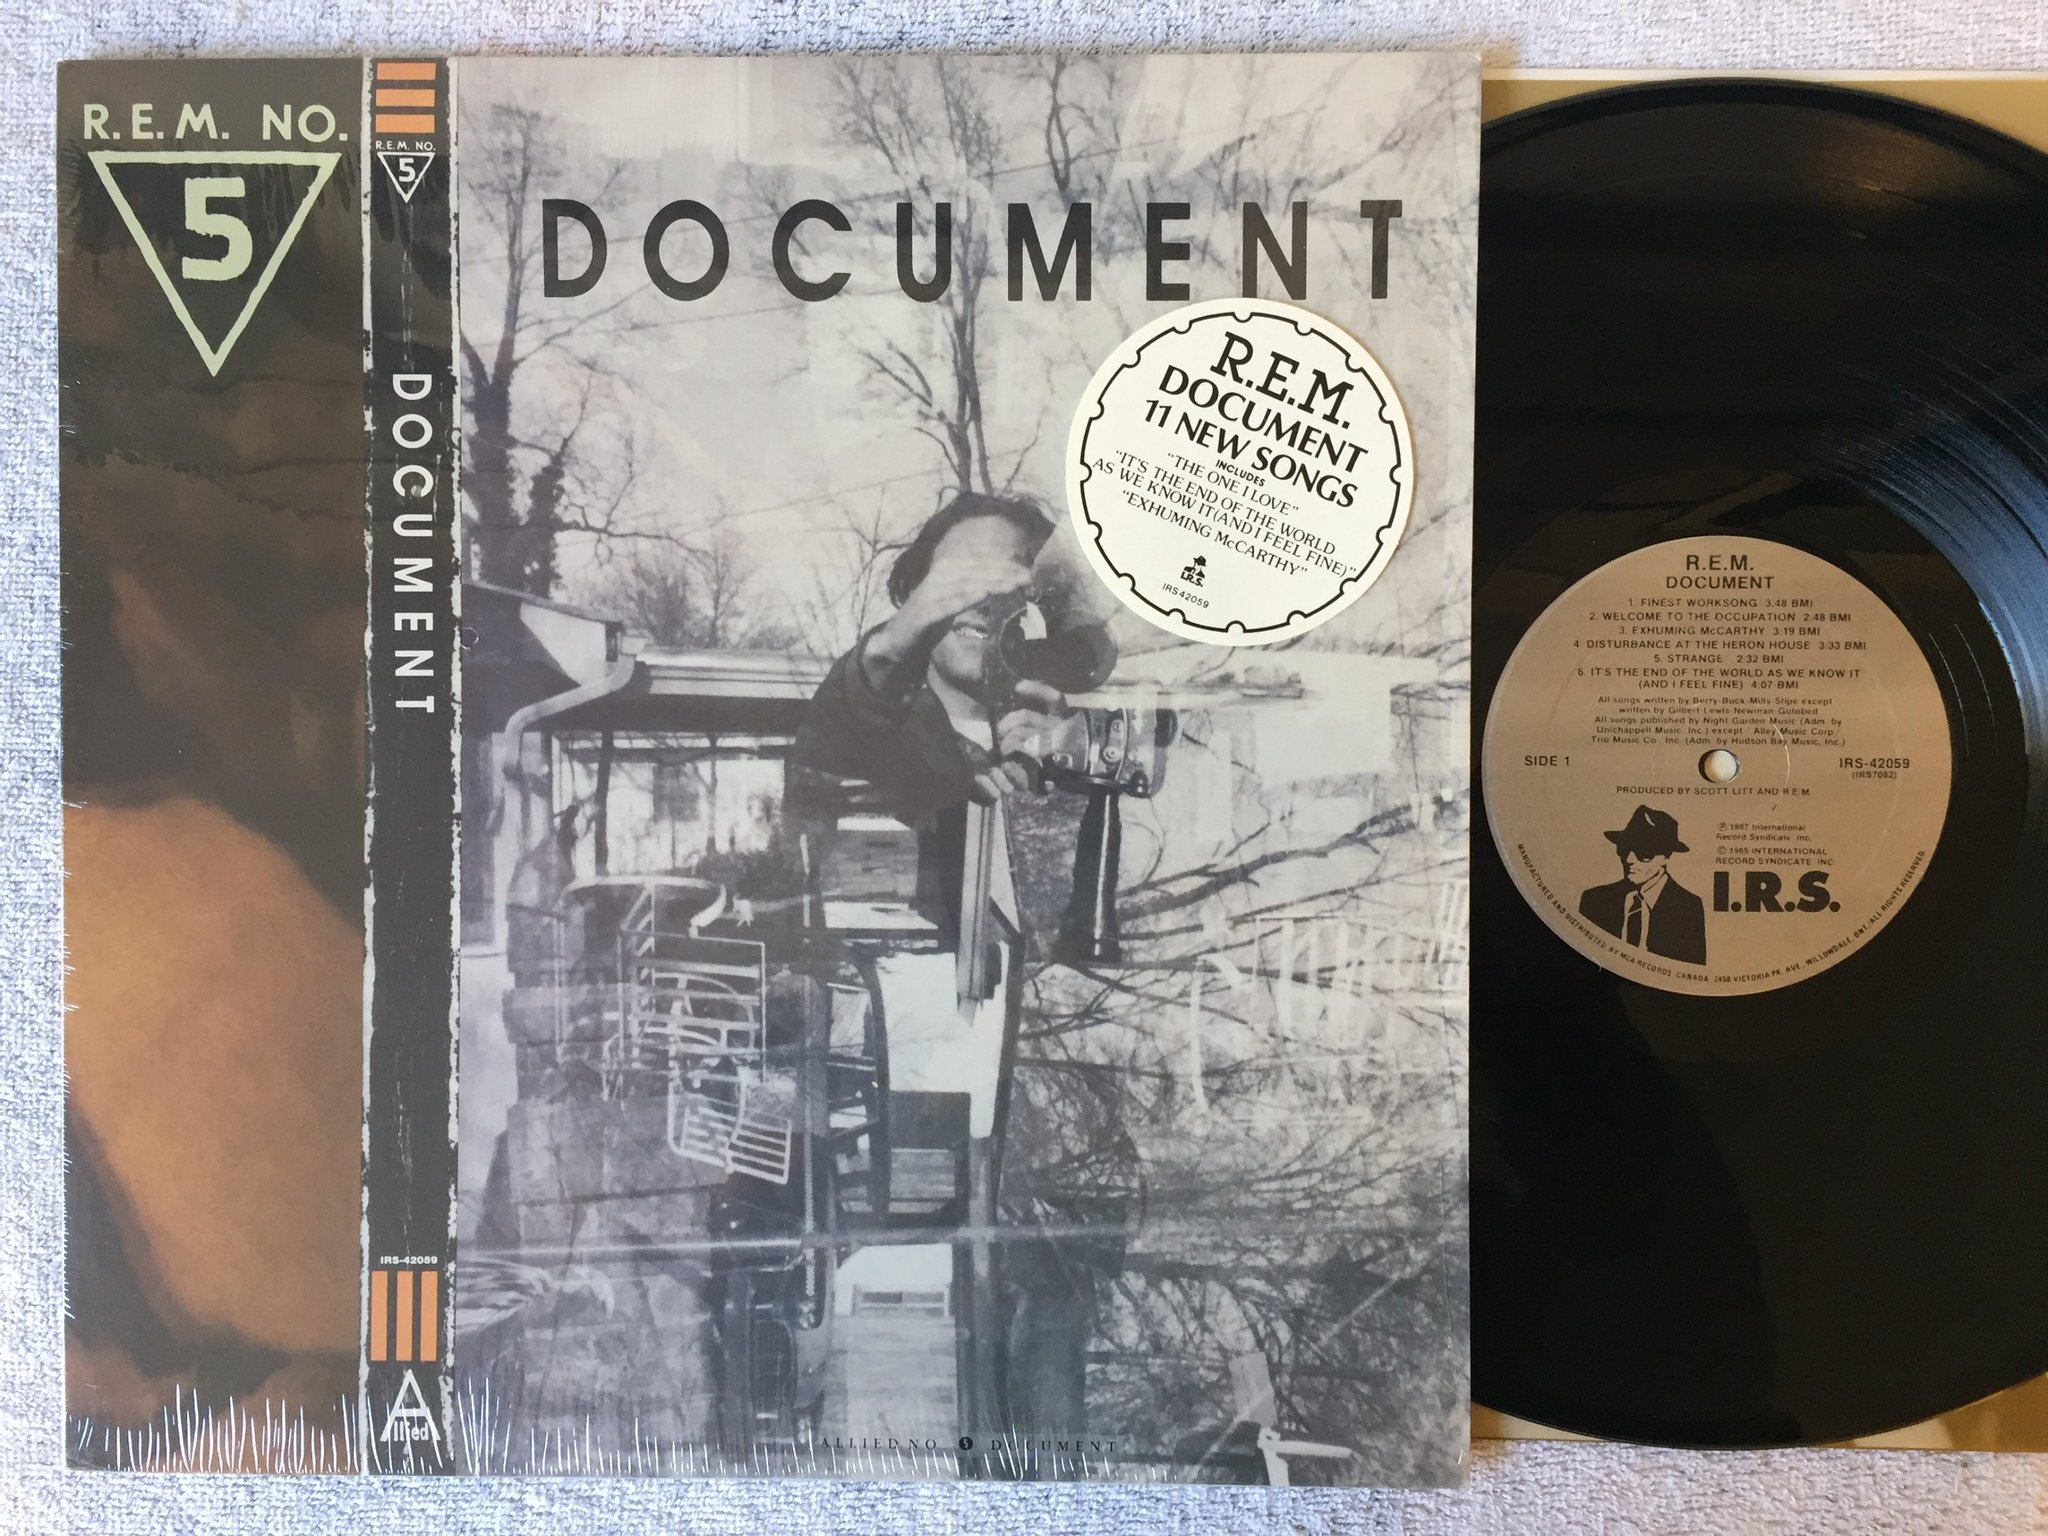 R.E.M. NO.
5
R.E.M. NO.
5
DOCUMENT
IRS-42059
Allied
DOCUMENT
R.E.M.
DOCUMENT
11 NEW SONGS
INCLUDES
"THE ONE I LOVE"
"IT'S THE END OF THE WORLD
AS WE KNOW IT (AND I FEEL FINE)"
"EXHUMING McCARTHY"
I.R.S.
IRS42059
ALLIED NO. 5 DOCUMENT
R.E.M.
DOCUMENT
1. FINEST WORKSONG 3:48 BMI
2. WELCOME TO THE OCCUPATION 2:48 BMI
3. EXHUMING McCARTHY 3:19 BMI
4. DISTURBANCE AT THE HERON HOUSE 3:33 BMI
5. STRANGE 2:32 BMI
6. IT'S THE END OF THE WORLD AS WE KNOW IT
(AND I FEEL FINE) 4:07 BMI
All songs written by Berry-Buck-Mills-Stipe except
written by Gilbert-Lewis-Newman-Gotobed
All songs published by Night Garden Music (Adm. by
Unichappell Music, Inc.) except Alley Music Corp./
Trio Music Co. Inc. (Adm. by Hudson Bay Music, Inc.)
SIDE 1
IRS-42059
(IRS7082)
PRODUCED BY SCOTT LITT AND R.E.M.
℗ 1987 International
Record Syndicate, Inc.
© 1985 INTERNATIONAL
RECORD SYNDICATE, INC.
I.R.S.
MANUFACTURED AND DISTRIBUTED BY MCA RECORDS CANADA, 2450 VICTORIA PK. AVE., WILLOWDALE, ONT./ALL RIGHTS RESERVED.